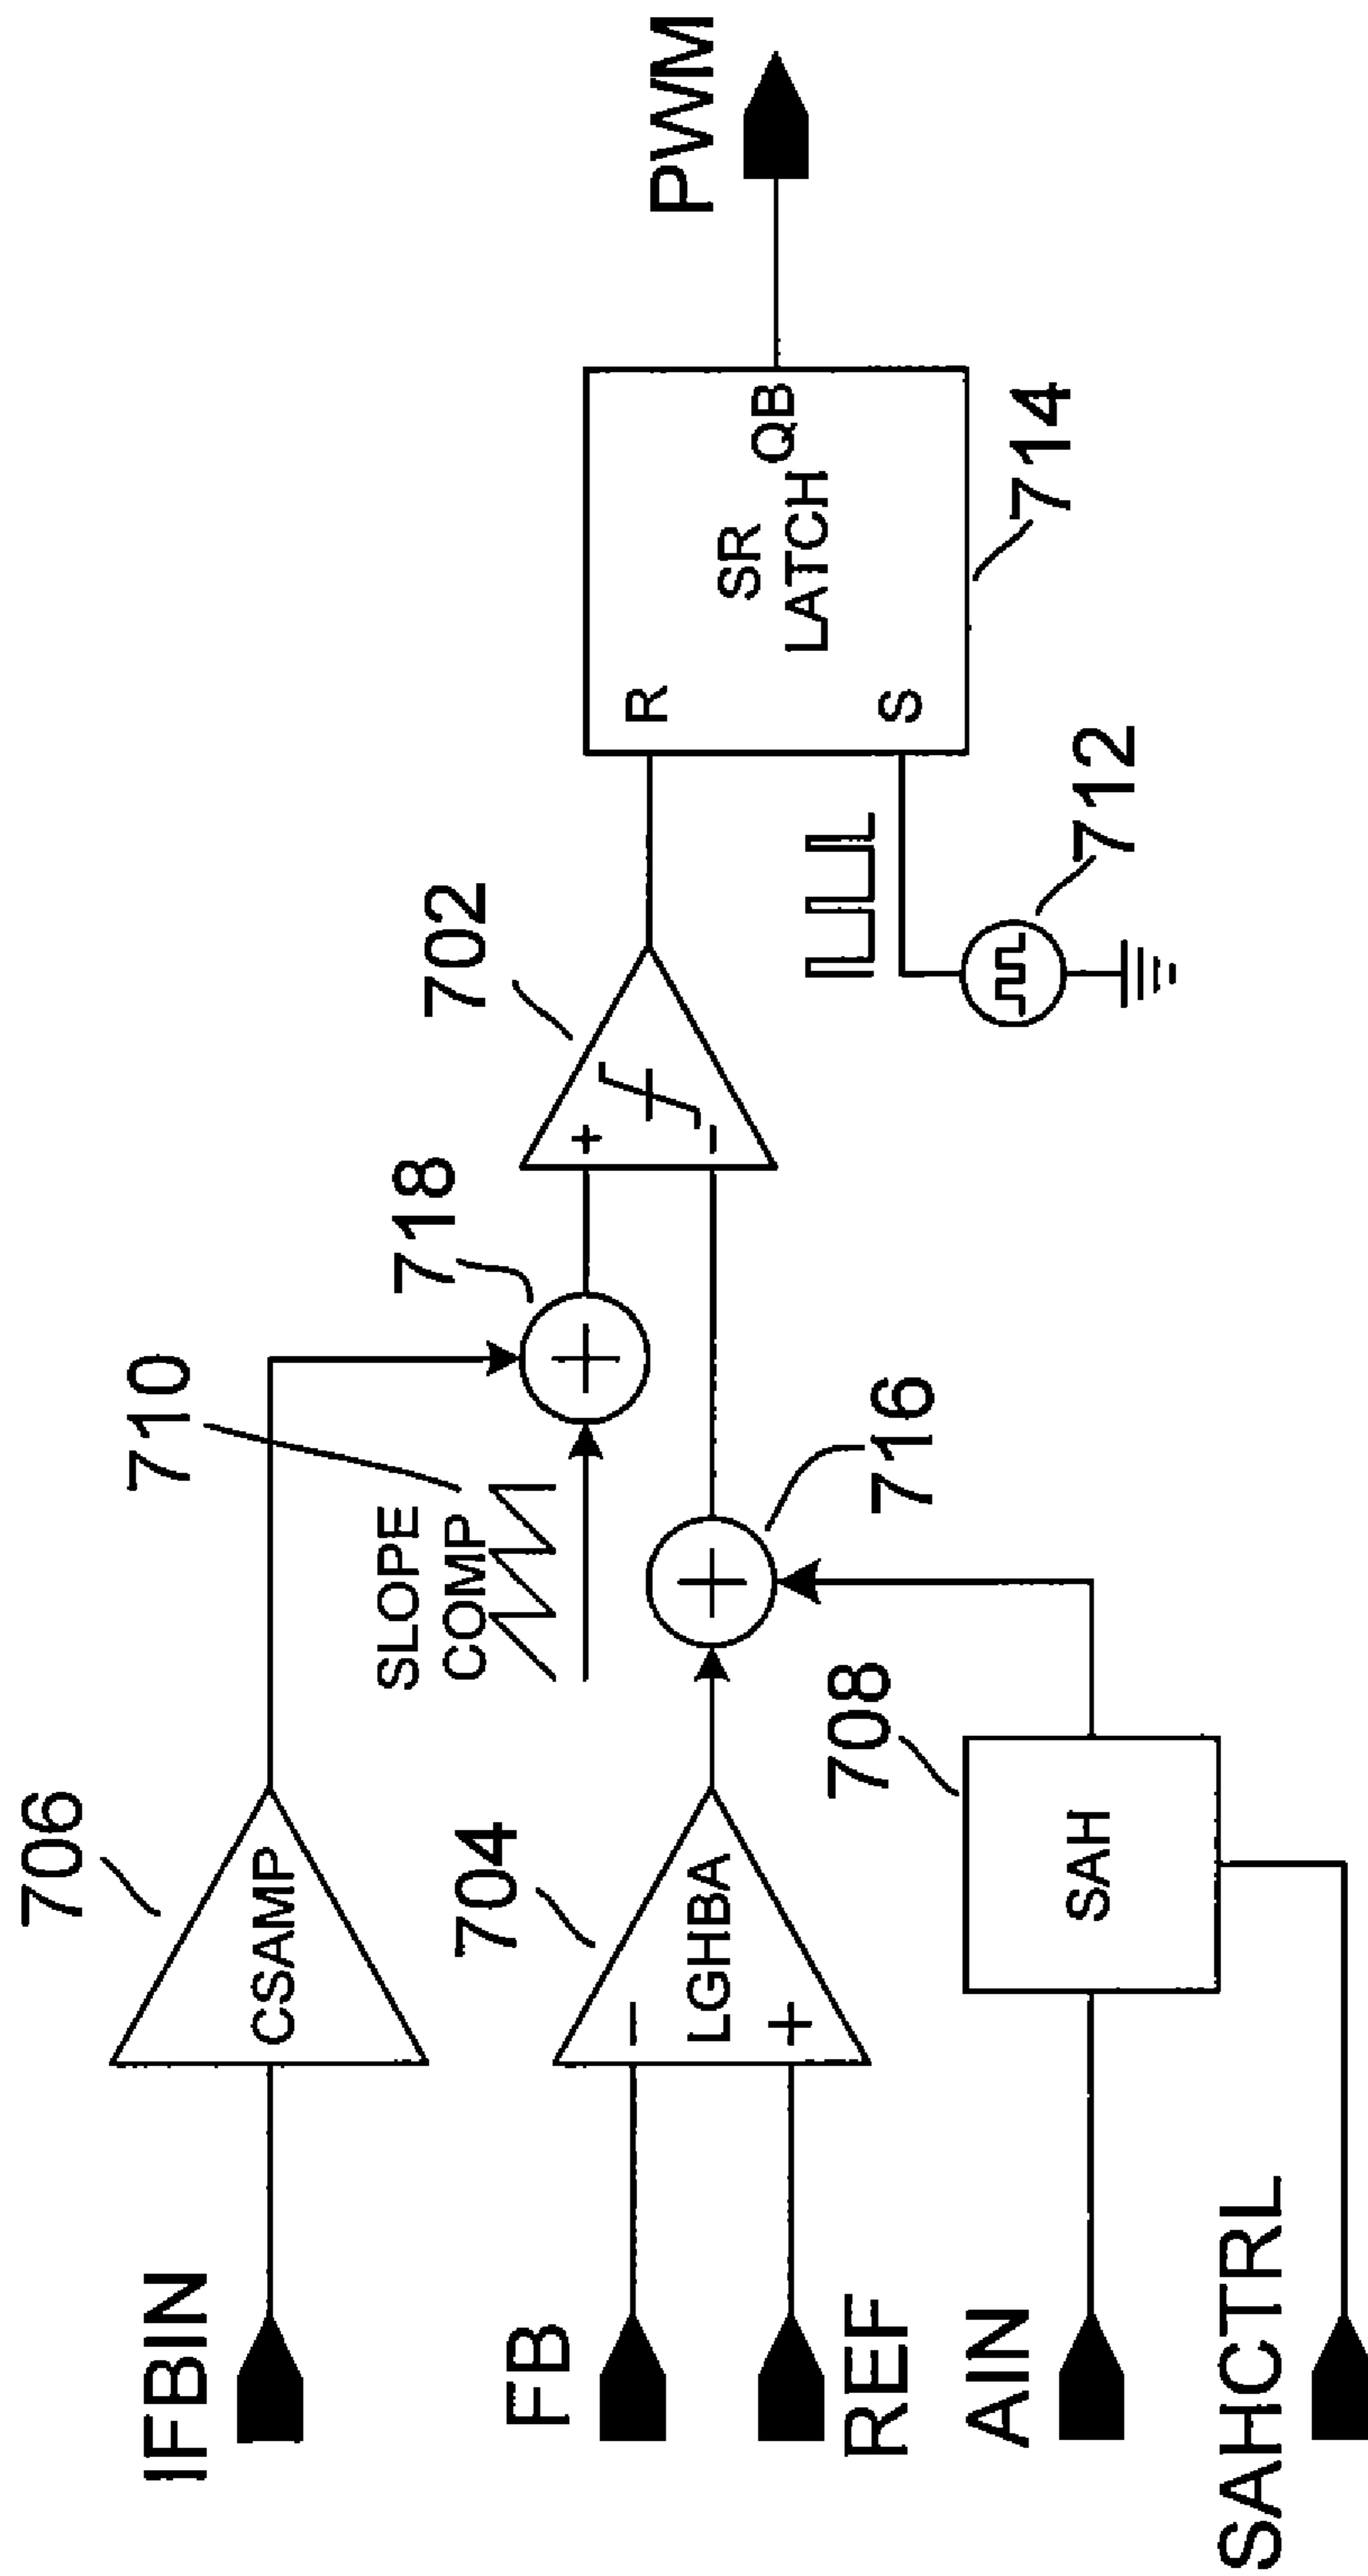 IFBIN
706
CSAMP
710
SLOPE
COMP
718
702
+
-
FB
REF
704
-
+
LGHBA
716
AIN
SAHCTRL
708
SAH
R
S
SR
LATCH
QB
714
712
PWM